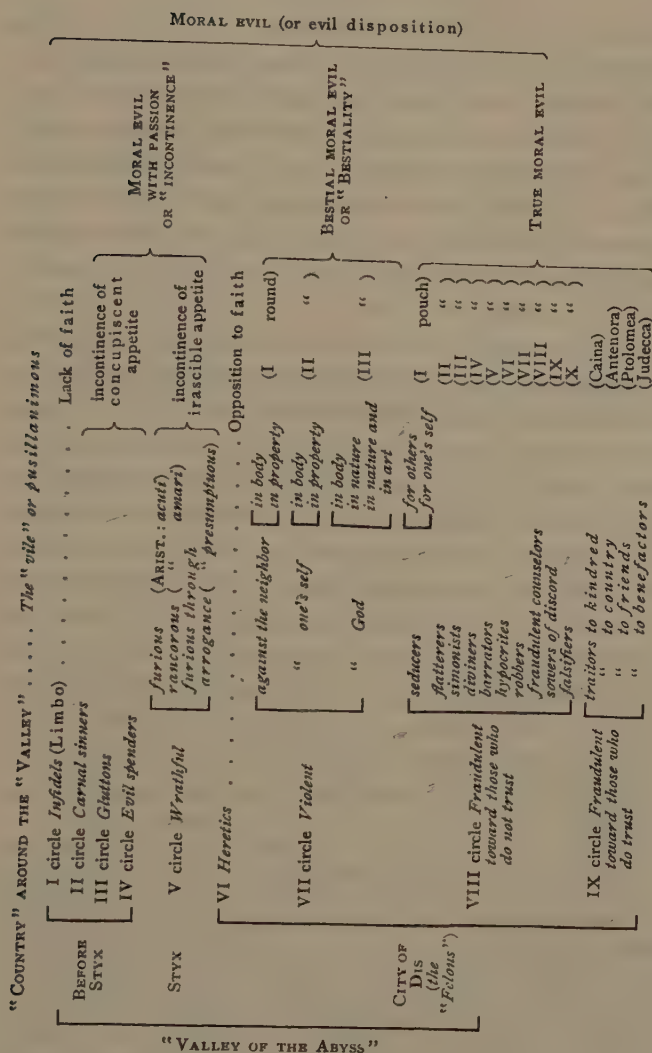 "COUNTRY" AROUND THE "VALLEY" ..... The "vile" or pusillanimous
"VALLEY OF THE ABYSS"
BEFORE
STYX
I circle Infidels (Limbo) . . . . . . . . . . . Lack of faith
II circle Carnal sinners
III circle Gluttons
IV circle Evil spenders
incontinence of
concupiscent
appetite
STYX
V circle Wrathful
furious (ARIST.: acuti)
rancorous ( " amari)
furious through
arrogance ( " presumptuous)
incontinence of
irascible appetite
MORAL EVIL
WITH PASSION
OR "INCONTINENCE"
CITY OF
DIS
(the
"Felons")
VI Heretics . . . . . . . . . . . . Opposition to faith
VII circle Violent
against the neighbor
in body
in property
(I round)
" one's self
in body
in property
(II " )
" God
in body
in nature
in nature and
in art
(III " )
BESTIAL MORAL EVIL
OR "BESTIALITY"
VIII circle Fraudulent
toward those who
do not trust
seducers
for others
for one's self
(I pouch)
flatterers (II " )
simonists (III " )
diviners (IV " )
barrators (V " )
hypocrites (VI " )
robbers (VII " )
fraudulent counselors (VIII " )
sowers of discord (IX " )
falsifiers (X " )
IX circle Fraudulent
toward those who
do trust
traitors to kindred (Caina)
" to country (Antenora)
" to friends (Ptolomea)
" to benefactors (Judecca)
TRUE MORAL EVIL
MORAL EVIL (or evil disposition)